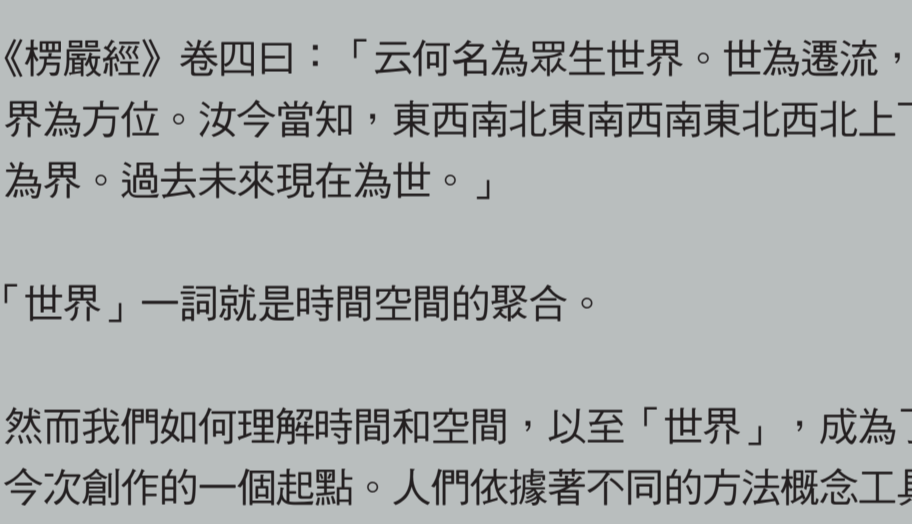 《楞嚴經》卷四曰：「云何名為眾生世界。世為遷流，
界為方位。汝今當知，東西南北東南西南東北西北上下
為界。過去未來現在為世。」
「世界」一詞就是時間空間的聚合。
然而我們如何理解時間和空間，以至「世界」，成為了
今次創作的一個起點。人們依據著不同的方法概念工具